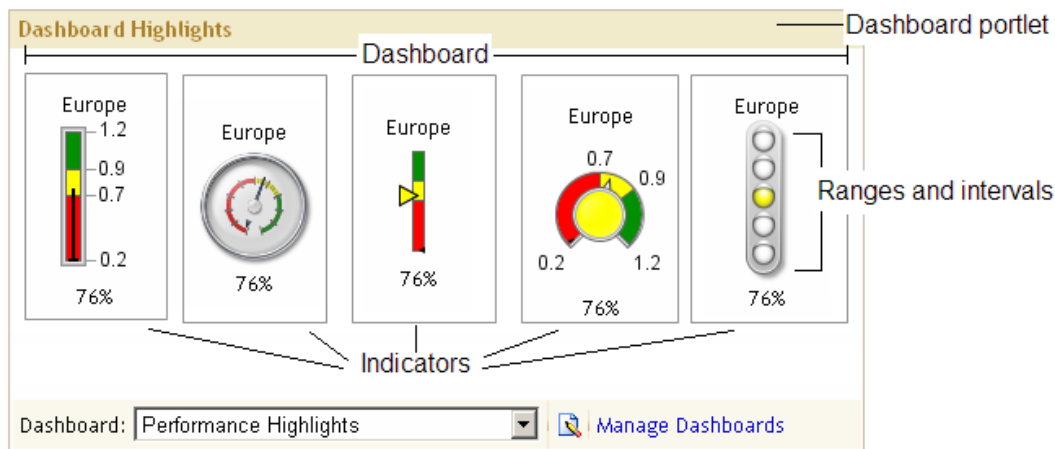 Dashboard Highlights
Dashboard portlet
Dashboard
Europe
1.2
0.9
0.7
0.2
76%
Europe
76%
Europe
76%
Europe
0.7
0.9
0.2
1.2
76%
Europe
76%
Ranges and intervals
Indicators
Dashboard: Performance Highlights Manage Dashboards